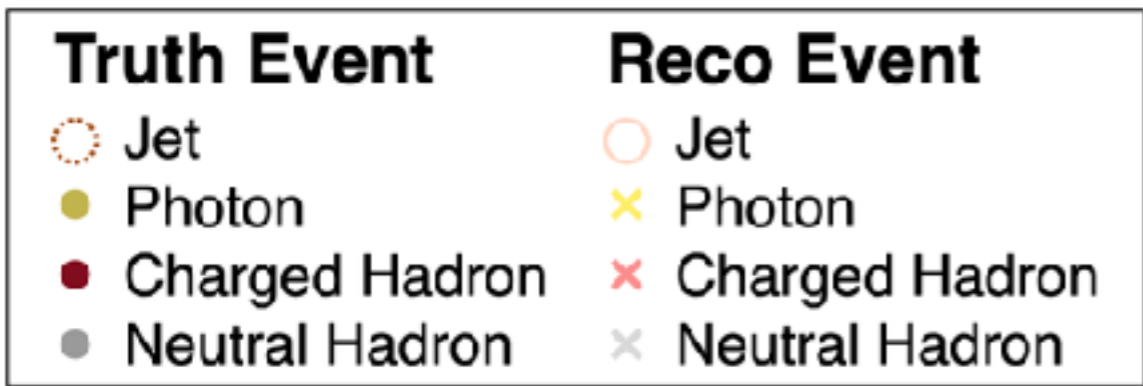 Truth Event
Jet
Photon
Charged Hadron
Neutral Hadron
Reco Event
Jet
Photon
Charged Hadron
Neutral Hadron